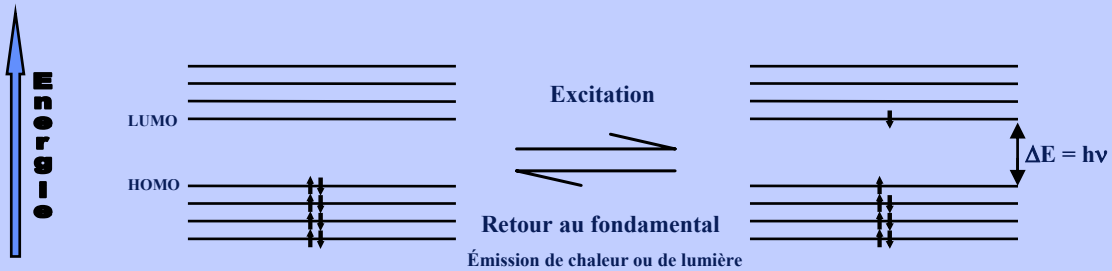 Energie
Excitation
LUMO
ΔE = hν
HOMO
Retour au fondamental
Émission de chaleur ou de lumière